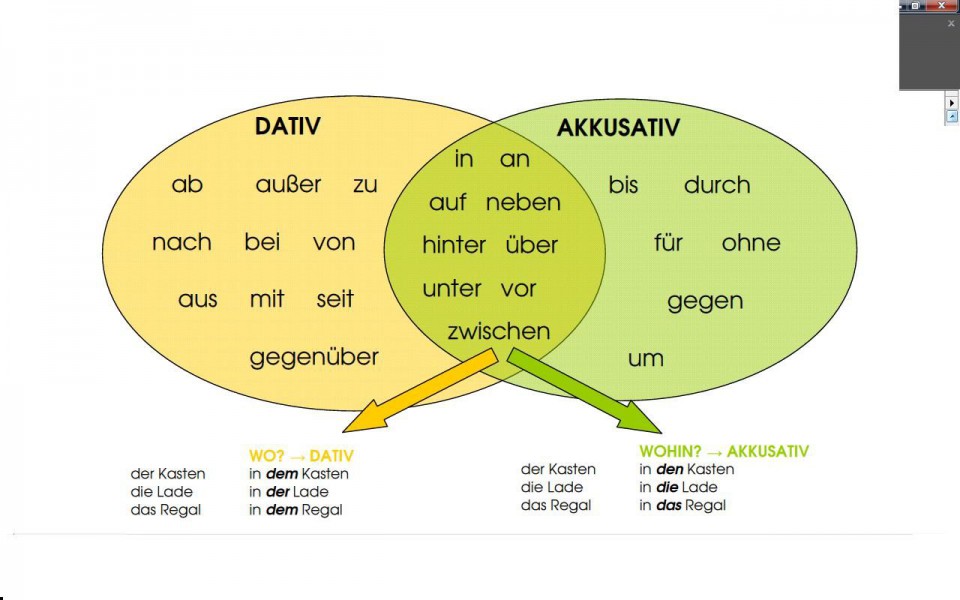 DATIV
ab außer zu
nach bei von
aus mit seit
gegenüber
in an
auf neben
hinter über
unter vor
zwischen
AKKUSATIV
bis durch
für ohne
gegen
um
WO? → DATIV
der Kasten in dem Kasten
die Lade in der Lade
das Regal in dem Regal
WOHIN? → AKKUSATIV
der Kasten in den Kasten
die Lade in die Lade
das Regal in das Regal